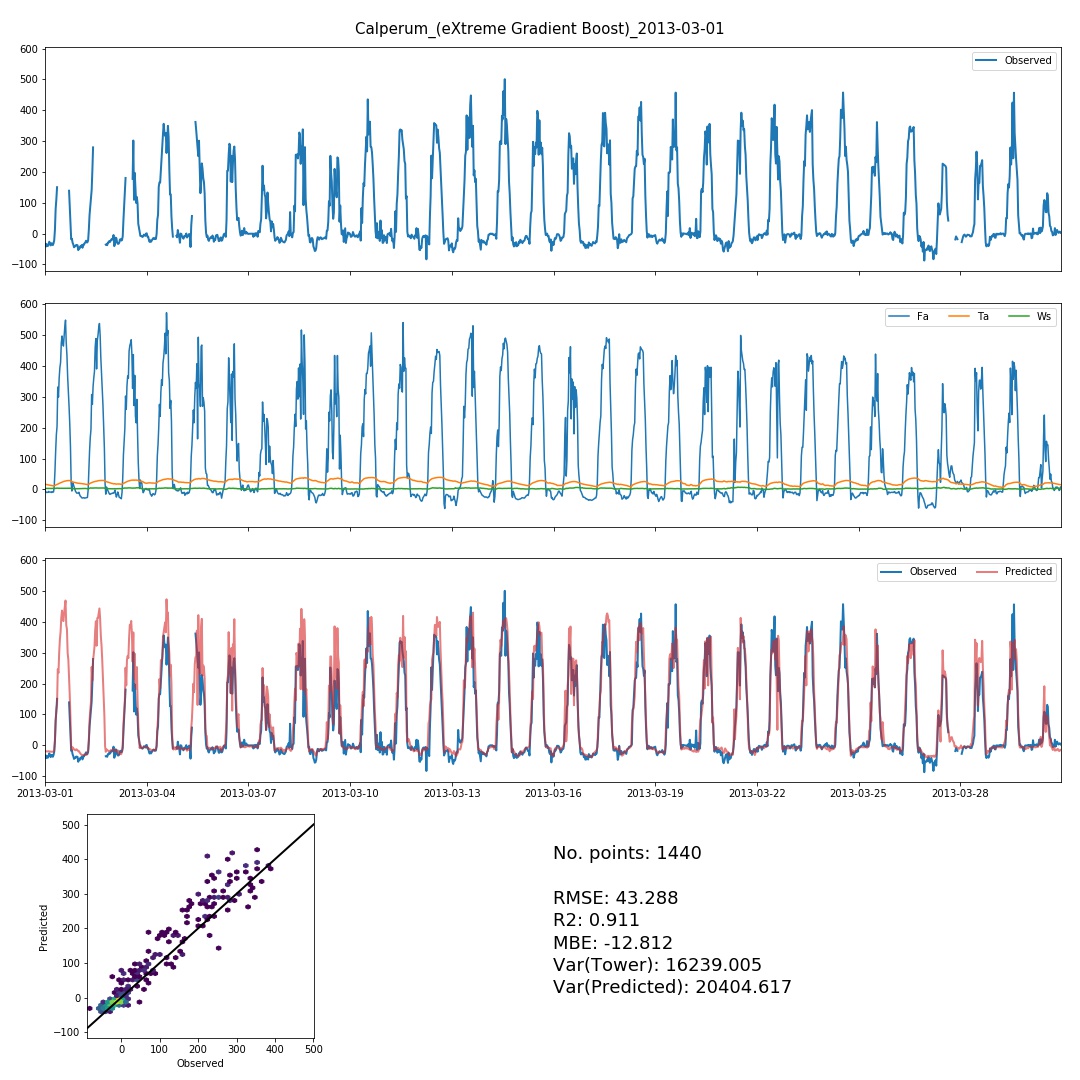 Calperum_(eXtreme Gradient Boost)_2013-03-01
600
500
400
300
200
100
0
−100
Observed
600
500
400
300
200
100
0
−100
Fa Ta Ws
600
500
400
300
200
100
0
−100
Observed Predicted
2013-03-01 2013-03-04 2013-03-07 2013-03-10 2013-03-13 2013-03-16 2013-03-19 2013-03-22 2013-03-25 2013-03-28
500
400
300
200
100
0
−100
Predicted
0 100 200 300 400 500
Observed
No. points: 1440
RMSE: 43.288
R2: 0.911
MBE: -12.812
Var(Tower): 16239.005
Var(Predicted): 20404.617